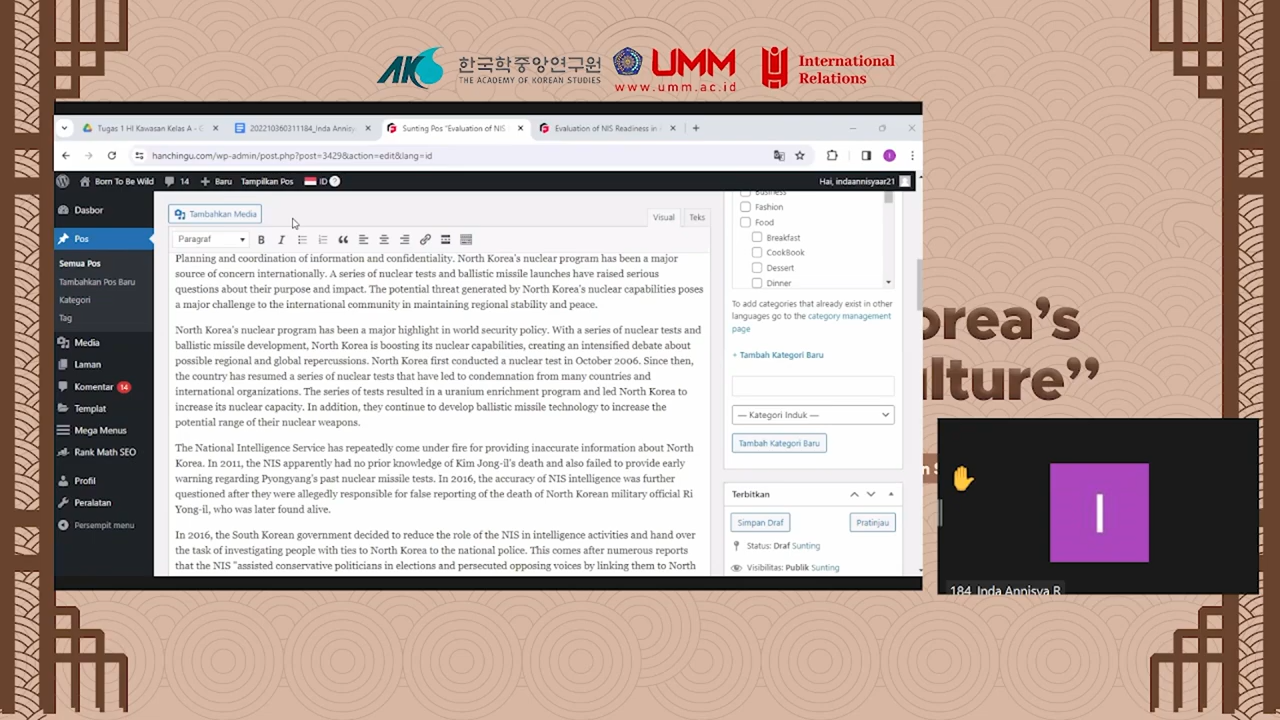 한국학중앙연구원
THE ACADEMY OF KOREAN STUDIES
UMM
www.umm.ac.id
International
Relations
Tugas 1 HI Kawasan Kelas A - G
202210360311184_Inda Annisy
Sunting Pos "Evaluation of NIS
Evaluation of NIS Readiness in
hanchingu.com/wp-admin/post.php?post=3429&action=edit&lang=id
Born To Be Wild
14
Baru
Tampilkan Pos
ID
Hai, indaannisyaar21
Dasbor
Pos
Semua Pos
Tambahkan Pos Baru
Kategori
Tag
Media
Laman
Komentar 14
Templat
Mega Menus
Rank Math SEO
Profil
Peralatan
Persempit menu
Tambahkan Media
Visual
Teks
Paragraf
B I
Planning and coordination of information and confidentiality. North Korea's nuclear program has been a major
source of concern internationally. A series of nuclear tests and ballistic missile launches have raised serious
questions about their purpose and impact. The potential threat generated by North Korea's nuclear capabilities poses
a major challenge to the international community in maintaining regional stability and peace.
North Korea's nuclear program has been a major highlight in world security policy. With a series of nuclear tests and
ballistic missile development, North Korea is boosting its nuclear capabilities, creating an intensified debate about
possible regional and global repercussions. North Korea first conducted a nuclear test in October 2006. Since then,
the country has resumed a series of nuclear tests that have led to condemnation from many countries and
international organizations. The series of tests resulted in a uranium enrichment program and led North Korea to
increase its nuclear capacity. In addition, they continue to develop ballistic missile technology to increase the
potential range of their nuclear weapons.
The National Intelligence Service has repeatedly come under fire for providing inaccurate information about North
Korea. In 2011, the NIS apparently had no prior knowledge of Kim Jong-il's death and also failed to provide early
warning regarding Pyongyang's past nuclear missile tests. In 2016, the accuracy of NIS intelligence was further
questioned after they were allegedly responsible for false reporting of the death of North Korean military official Ri
Yong-il, who was later found alive.
In 2016, the South Korean government decided to reduce the role of the NIS in intelligence activities and hand over
the task of investigating people with ties to North Korea to the national police. This comes after numerous reports
that the NIS "assisted conservative politicians in elections and persecuted opposing voices by linking them to North
Business
Fashion
Food
Breakfast
CookBook
Dessert
Dinner
To add categories that already exist in other
languages go to the category management
page
+ Tambah Kategori Baru
— Kategori Induk —
Tambah Kategori Baru
Terbitkan
Simpan Draf
Pratinjau
Status: Draf Sunting
Visibilitas: Publik Sunting
orea's
lture"
I
184_Inda Annisya R